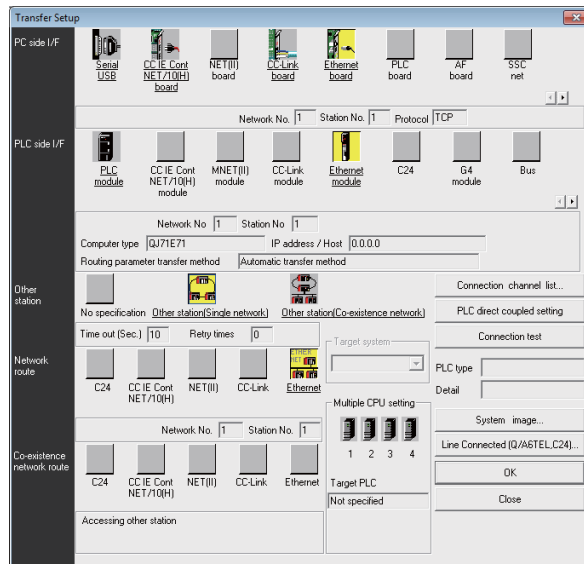 Transfer Setup
PC side I/F
Serial USB
CC IE Cont NET/10(H) board
NET(II) board
CC-Link board
Ethernet board
PLC board
AF board
SSC net
Network No. 1 Station No. 1 Protocol TCP
PLC side I/F
PLC module
CC IE Cont NET/10(H) module
MNET(II) module
CC-Link module
Ethernet module
C24
G4 module
Bus
Network No 1 Station No 1
Computer type QJ71E71 IP address / Host 0.0.0.0
Routing parameter transfer method Automatic transfer method
Other station
No specification Other station(Single network) Other station(Co-existence network)
Time out (Sec.) 10 Retry times 0
Network route
C24
CC IE Cont NET/10(H)
NET(II)
CC-Link
ETHER NET
Ethernet
Network No. 1 Station No. 1
Co-existence network route
C24
CC IE Cont NET/10(H)
NET(II)
CC-Link
Ethernet
Accessing other station
Target system
Multiple CPU setting
1 2 3 4
Target PLC
Not specified
Connection channel list...
PLC direct coupled setting
Connection test
PLC type
Detail
System image...
Line Connected (Q/A6TEL,C24)...
OK
Close